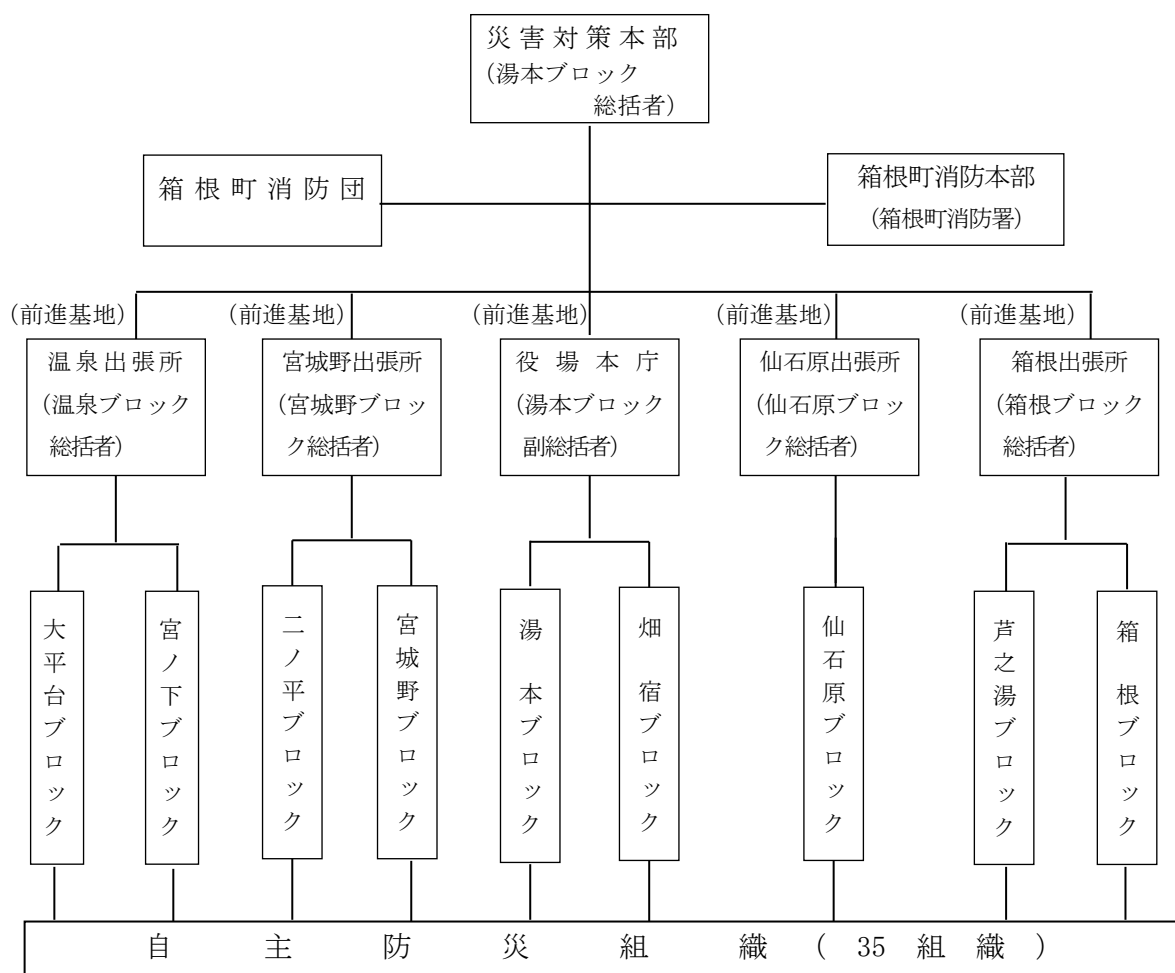 災害対策本部
(湯本ブロック
総括者)
箱根町消防団
箱根町消防本部
(箱根町消防署)
(前進基地)
(前進基地)
(前進基地)
(前進基地)
(前進基地)
温泉出張所
(温泉ブロック
総括者)
宮城野出張所
(宮城野ブロッ
ク総括者)
役場本庁
(湯本ブロック
副総括者)
仙石原出張所
(仙石原ブロッ
ク総括者)
箱根出張所
(箱根ブロック
総括者)
大平台ブロック
宮ノ下ブロック
二ノ平ブロック
宮城野ブロック
湯本ブロック
畑宿ブロック
仙石原ブロック
芦之湯ブロック
箱根ブロック
自主防災組織(35組織)